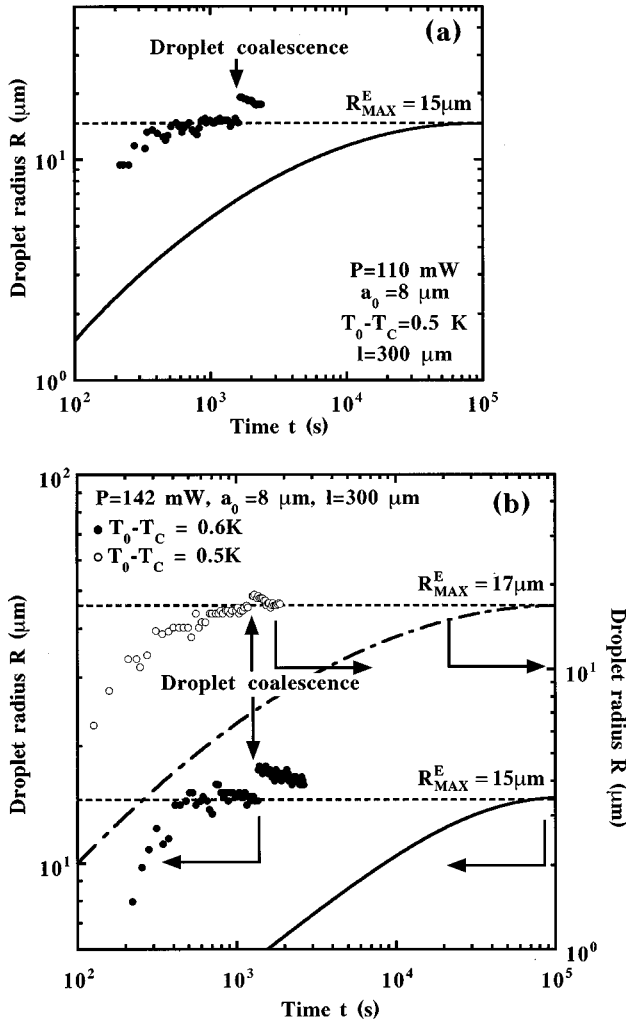 (a)
Droplet coalescence
R^E_MAX = 15μm
10^1
10^0
Droplet radius R (μm)
P=110 mW
a_0 =8 μm
T_0-T_C=0.5 K
l=300 μm
10^2 10^3 10^4 10^5
Time t (s)
10^2
(b)
P=142 mW, a_0 =8 μm, l=300 μm
● T_0-T_C = 0.6K
○ T_0-T_C = 0.5K
R^E_MAX = 17μm
Droplet coalescence
R^E_MAX = 15μm
10^1
10^1
10^0
Droplet radius R (μm)
Droplet radius R (μm)
10^2 10^3 10^4 10^5
Time t (s)